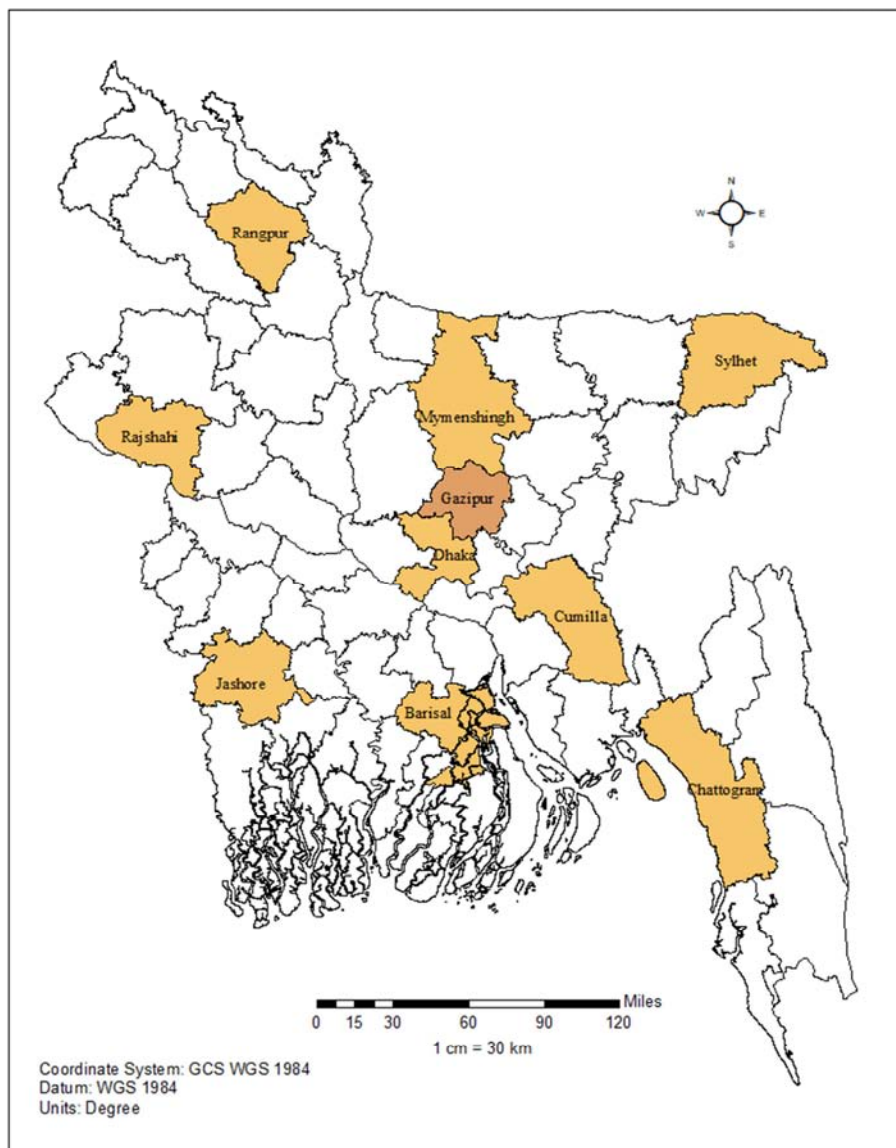 N
W E
S
Rangpur
Sylhet
Mymenshingh
Rajshahi
Gazipur
Dhaka
Cumilla
Jashore
Barisal
Chattogram
Miles
0 15 30 60 90 120
1 cm = 30 km
Coordinate System: GCS WGS 1984
Datum: WGS 1984
Units: Degree